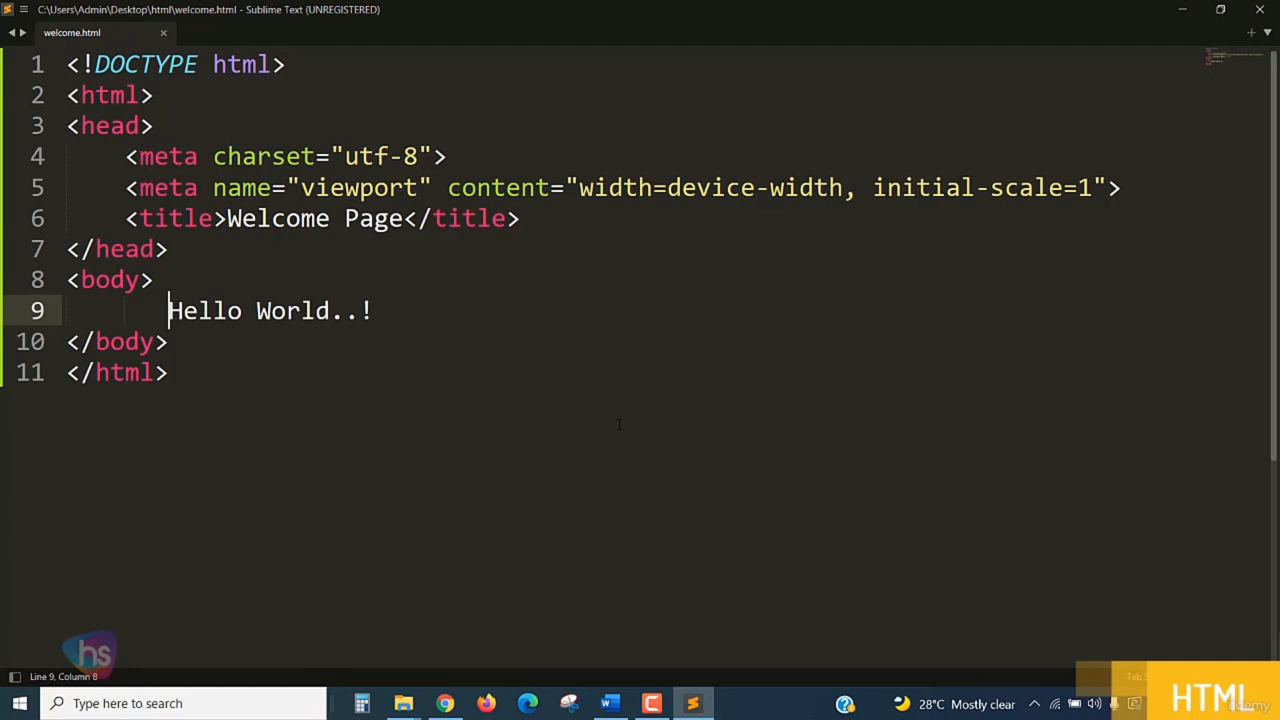 C:\Users\Admin\Desktop\html\welcome.html - Sublime Text (UNREGISTERED)
welcome.html
1 <!DOCTYPE html>
2 <html>
3 <head>
4 <meta charset="utf-8">
5 <meta name="viewport" content="width=device-width, initial-scale=1">
6 <title>Welcome Page</title>
7 </head>
8 <body>
9 Hello World..!
10 </body>
11 </html>
hs
Line 9, Column 8
Tab
Type here to search
28°C Mostly clear
HTML
Udemy